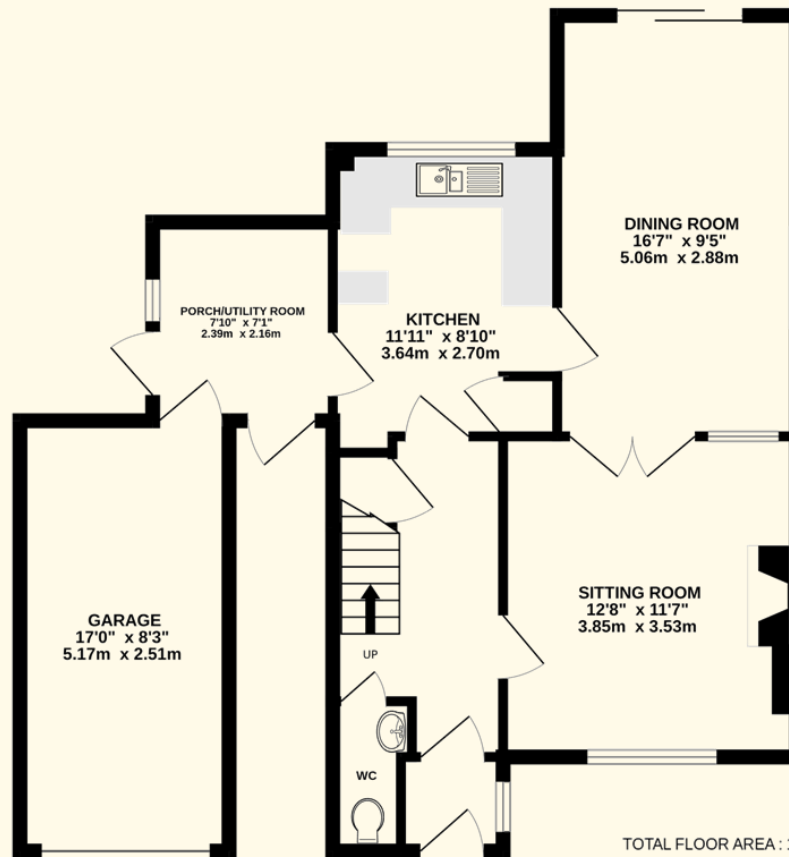 DINING ROOM
16'7" x 9'5"
5.06m x 2.88m
PORCH/UTILITY ROOM
7'10" x 7'1"
2.39m x 2.16m
KITCHEN
11'11" x 8'10"
3.64m x 2.70m
GARAGE
17'0" x 8'3"
5.17m x 2.51m
SITTING ROOM
12'8" x 11'7"
3.85m x 3.53m
UP
WC
TOTAL FLOOR AREA :